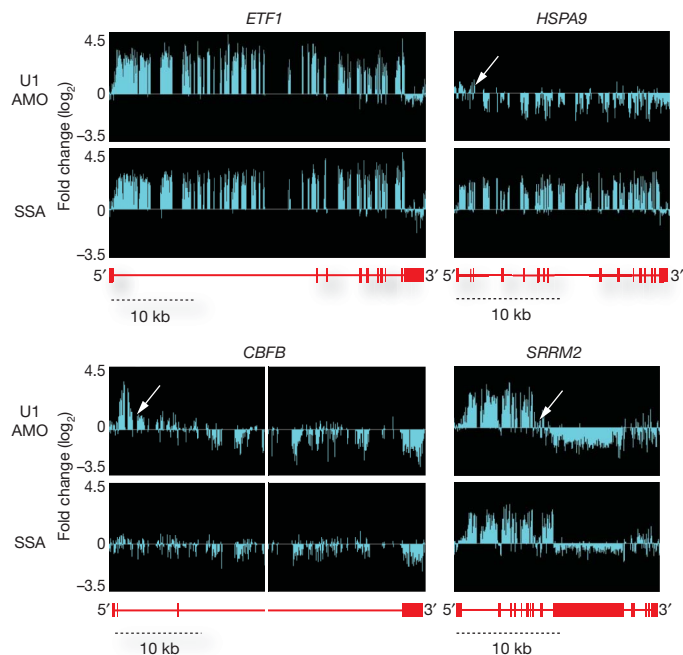 ETF1
HSPA9
4.5
0
−3.5
U1
AMO
4.5
0
−3.5
SSA
Fold change (log2)
5′
3′
5′
3′
10 kb
10 kb
CBFB
SRRM2
4.5
0
−3.5
U1
AMO
4.5
0
−3.5
SSA
Fold change (log2)
5′
3′
5′
3′
10 kb
10 kb